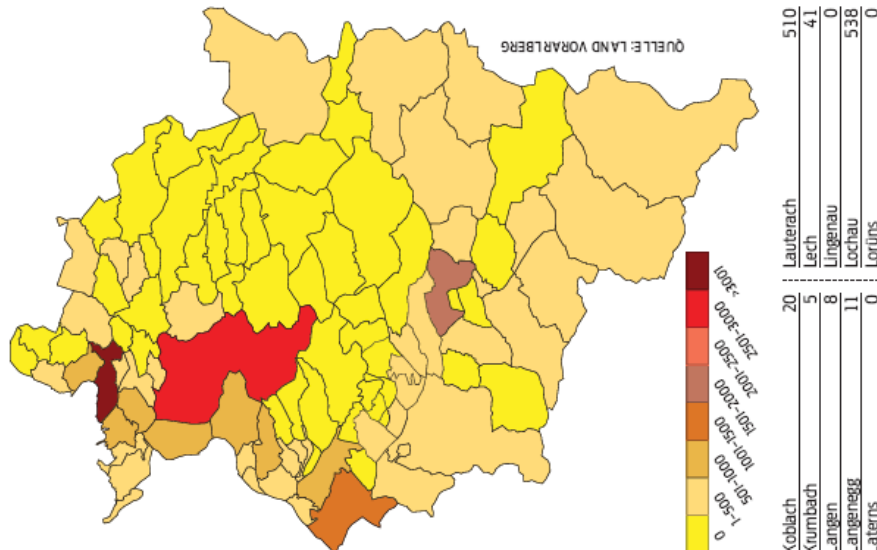 QUELLE: LAND VORARLBERG
>3001
2501–3000
2001–2500
1501–2000
1001–1500
501–1000
1–500
0
Koblach 20
Krumbach 5
Langen 8
Langenegg 11
Laterns 0
Lauterach 510
Lech 41
Lingenau 0
Lochau 538
Lorüns 0